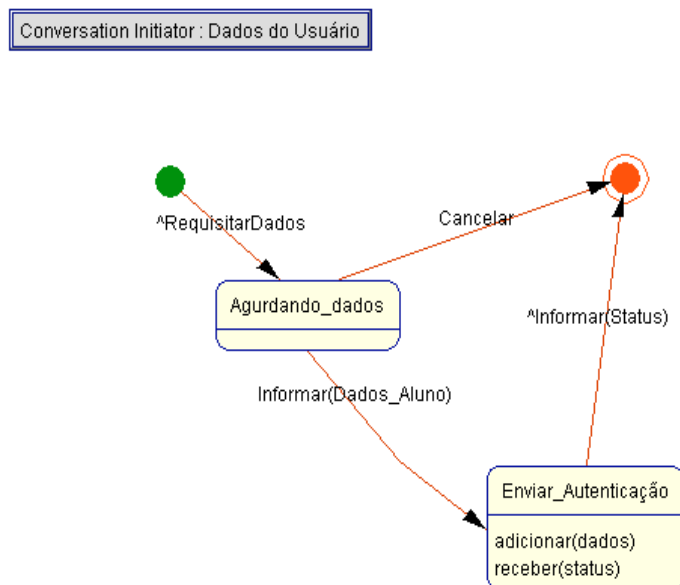 Conversation Initiator : Dados do Usuário
^RequisitarDados
Cancelar
Agurdando_dados
^Informar(Status)
Informar(Dados_Aluno)
Enviar_Autenticação
adicionar(dados)
receber(status)